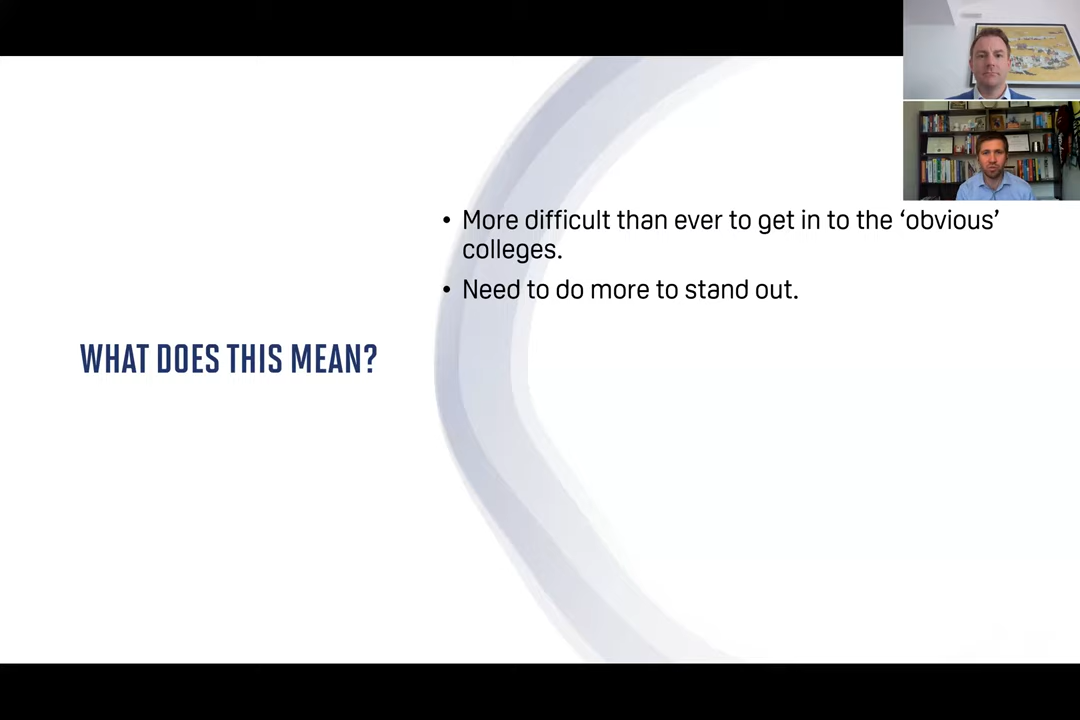 WHAT DOES THIS MEAN?
• More difficult than ever to get in to the ‘obvious’
colleges.
• Need to do more to stand out.